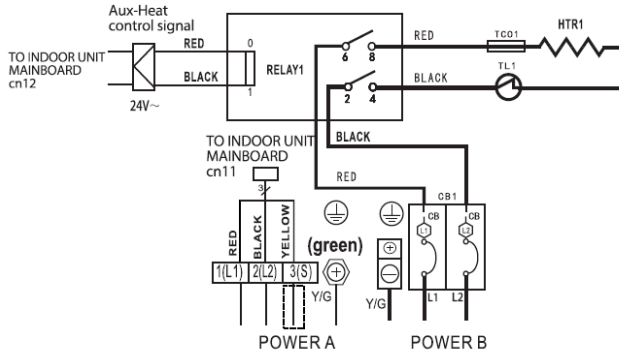 Aux-Heat
control signal
TO INDOOR UNIT
MAINBOARD
cn12
24V~
RED
BLACK
0
1
RELAY1
6 8
2 4
RED
TCO1
HTR1
BLACK
TL1
BLACK
RED
TO INDOOR UNIT
MAINBOARD
cn11
3
RED
BLACK
YELLOW
(green)
1(L1) 2(L2) 3(S)
Y/G
Y/G
CB1
CB CB
L1 L2
L1 L2
POWER A
POWER B